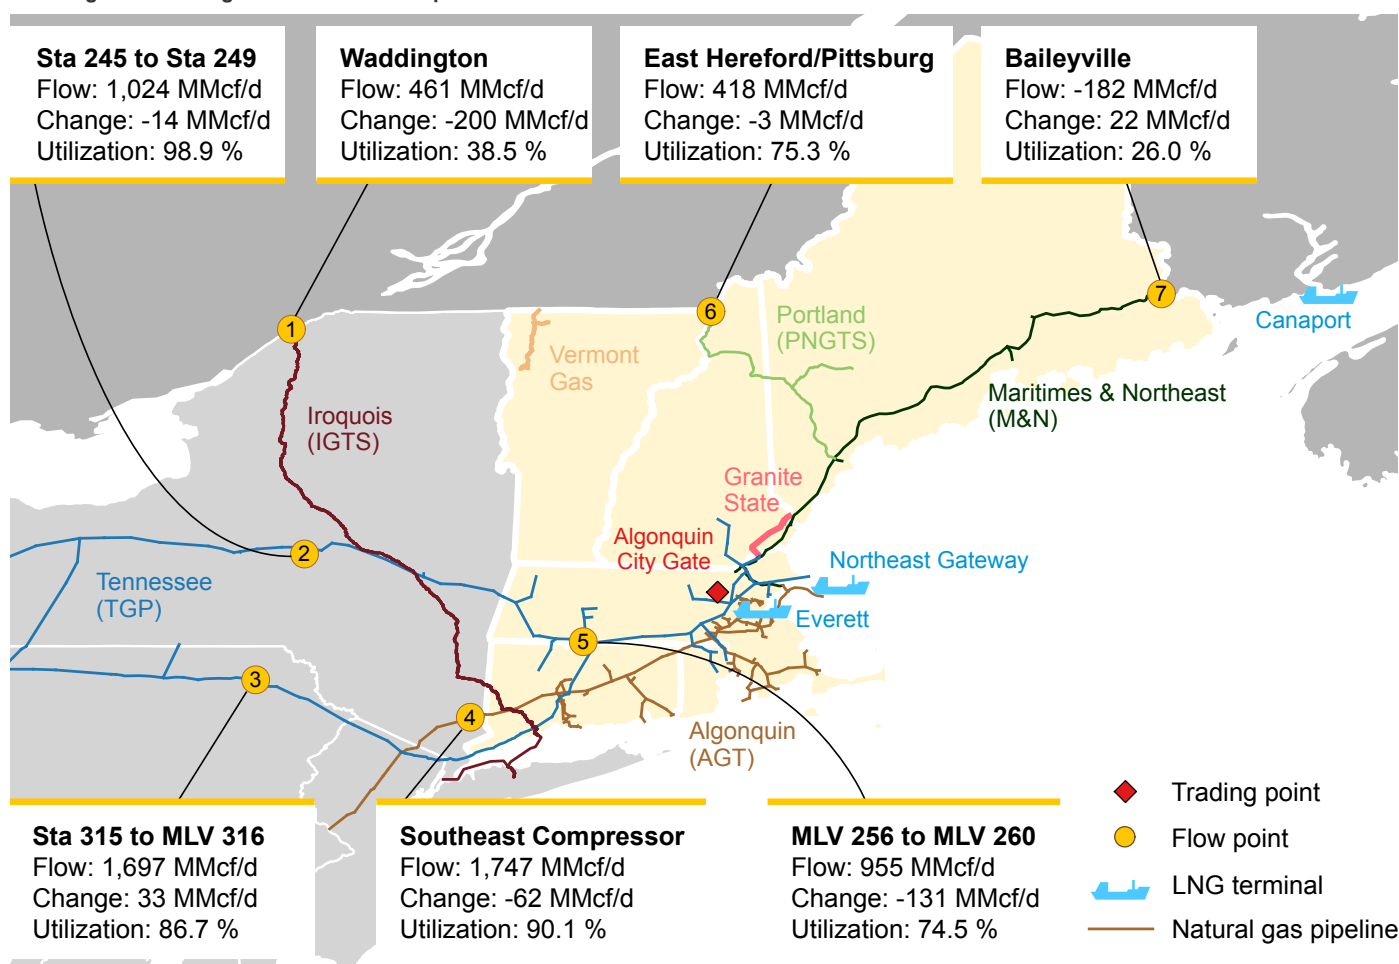 Sta 245 to Sta 249
Flow: 1,024 MMcf/d
Change: -14 MMcf/d
Utilization: 98.9 %
Waddington
Flow: 461 MMcf/d
Change: -200 MMcf/d
Utilization: 38.5 %
East Hereford/Pittsburg
Flow: 418 MMcf/d
Change: -3 MMcf/d
Utilization: 75.3 %
Baileyville
Flow: -182 MMcf/d
Change: 22 MMcf/d
Utilization: 26.0 %
7
Canaport
1
6
Portland
(PNGTS)
Vermont
Gas
Maritimes & Northeast
(M&N)
Iroquois
(IGTS)
Granite
State
Algonquin
City Gate
2
Northeast Gateway
Tennessee
(TGP)
Everett
5
3
4
Algonquin
(AGT)
Trading point
Flow point
LNG terminal
Natural gas pipeline
Sta 315 to MLV 316
Flow: 1,697 MMcf/d
Change: 33 MMcf/d
Utilization: 86.7 %
Southeast Compressor
Flow: 1,747 MMcf/d
Change: -62 MMcf/d
Utilization: 90.1 %
MLV 256 to MLV 260
Flow: 955 MMcf/d
Change: -131 MMcf/d
Utilization: 74.5 %